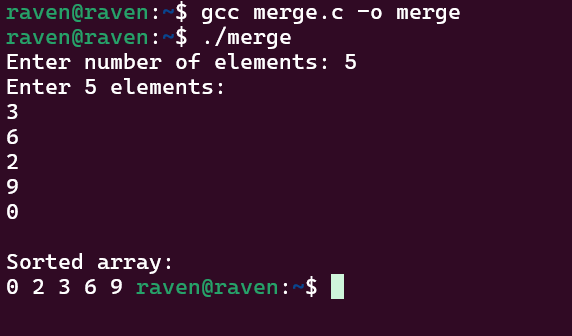 raven@raven:~$ gcc merge.c -o merge
raven@raven:~$ ./merge
Enter number of elements: 5
Enter 5 elements:
3
6
2
9
0
Sorted array:
0 2 3 6 9 raven@raven:~$